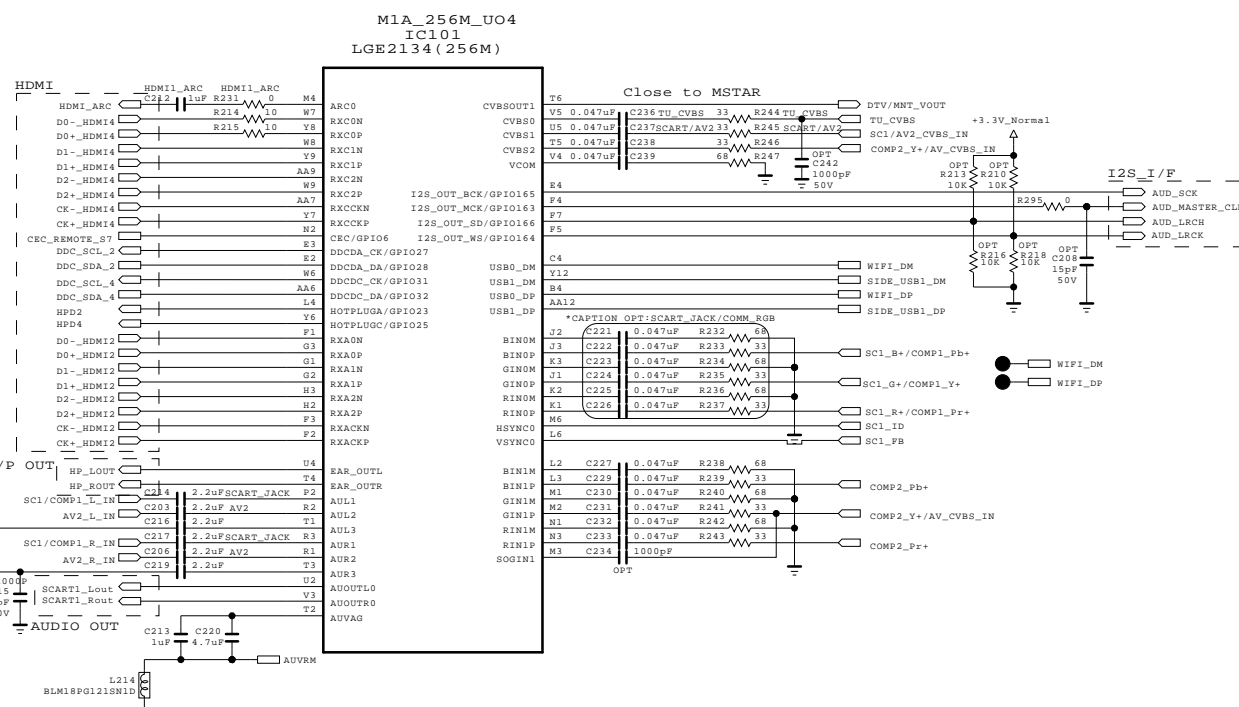 M1A_256M_UO4
IC101
LGE2134(256M)
HDMI
HDMI1_ARC HDMI1_ARC
HDMI_ARC C212 1uF R231 0 M4 ARC0
D0-_HDMI4 R214 10 W7 RXC0N
D0+_HDMI4 R215 10 Y8 RXC0P
D1-_HDMI4 W8 RXC1N
D1+_HDMI4 Y9 RXC1P
D2-_HDMI4 AA9 RXC2N
D2+_HDMI4 W9 RXC2P
CK-_HDMI4 AA7 RXCCKN
CK+_HDMI4 Y7 RXCCKP
CEC_REMOTE_S7 N2 CEC/GPIO6
DDC_SCL_2 E3 DDCDA_CK/GPIO27
DDC_SDA_2 E2 DDCDA_DA/GPIO28
DDC_SCL_4 W6 DDCDC_CK/GPIO31
DDC_SDA_4 AA6 DDCDC_DA/GPIO32
HPD2 L4 HOTPLUGA/GPIO23
HPD4 Y6 HOTPLUGC/GPIO25
D0-_HDMI2 F1 RXA0N
D0+_HDMI2 G3 RXA0P
D1-_HDMI2 G1 RXA1N
D1+_HDMI2 G2 RXA1P
D2-_HDMI2 H3 RXA2N
D2+_HDMI2 H2 RXA2P
CK-_HDMI2 F3 RXACKN
CK+_HDMI2 F2 RXACKP
/P OUT
HP_LOUT U4 EAR_OUTL
HP_ROUT T4 EAR_OUTR
SC1/COMP1_L_IN C214 2.2uF SCART_JACK P2 AUL1
AV2_L_IN C203 2.2uF AV2 R2 AUL2
C216 2.2uF T1 AUL3
SC1/COMP1_R_IN C217 2.2uF SCART_JACK R3 AUR1
AV2_R_IN C206 2.2uF AV2 R1 AUR2
C219 2.2uF T3 AUR3
SCART1_Lout U2 AUOUTL0
SCART1_Rout V3 AUOUTR0
T2 AUVAG
AUDIO OUT
C213 1uF
C220 4.7uF
AUVRM
L214
BLM18PG121SN1D
Close to MSTAR
CVBSOUT1 T6 DTV/MNT_VOUT
CVBS0 V5 0.047uF C236 TU_CVBS 33 R244 TU_CVBS TU_CVBS
CVBS1 U5 0.047uF C237 SCART/AV2 33 R245 SCART/AV2 SC1/AV2_CVBS_IN
CVBS2 T5 0.047uF C238 33 R246 COMP2_Y+/AV_CVBS_IN
VCOM V4 0.047uF C239 68 R247
OPT
C242
1000pF
50V
+3.3V_Normal
OPT
R213
10K
OPT
R210
10K
I2S_I/F
I2S_OUT_BCK/GPIO165 E4 AUD_SCK
I2S_OUT_MCK/GPIO163 F4 R295 0 AUD_MASTER_CL
I2S_OUT_SD/GPIO166 F7 AUD_LRCH
I2S_OUT_WS/GPIO164 F5 AUD_LRCK
OPT
R216
10K
OPT
R218
10K
OPT
C208
15pF
50V
USB0_DM C4 WIFI_DM
USB1_DM Y12 SIDE_USB1_DM
USB0_DP B4 WIFI_DP
USB1_DP AA12 SIDE_USB1_DP
*CAPTION OPT:SCART_JACK/COMM_RGB
BIN0M J2 C221 0.047uF R232 68
BIN0P J3 C222 0.047uF R233 33 SC1_B+/COMP1_Pb+
GIN0M K3 C223 0.047uF R234 68
GIN0P J1 C224 0.047uF R235 33 SC1_G+/COMP1_Y+
RIN0M K2 C225 0.047uF R236 68
RIN0P K1 C226 0.047uF R237 33 SC1_R+/COMP1_Pr+
HSYNC0 M6 SC1_ID
VSYNC0 L6 SC1_FB
WIFI_DM
WIFI_DP
BIN1M L2 C227 0.047uF R238 68
BIN1P L3 C229 0.047uF R239 33 COMP2_Pb+
GIN1M M1 C230 0.047uF R240 68
GIN1P M2 C231 0.047uF R241 33 COMP2_Y+/AV_CVBS_IN
RIN1M N1 C232 0.047uF R242 68
RIN1P N3 C233 0.047uF R243 33 COMP2_Pr+
SOGIN1 M3 C234 1000pF
OPT